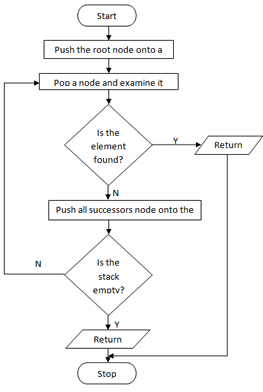 Start
Push the root node onto a
Pop a node and examine it
Is the
element
found?
Y
Return
N
Push all successors node onto the
Is the
stack
empty?
N
Y
Return
Stop